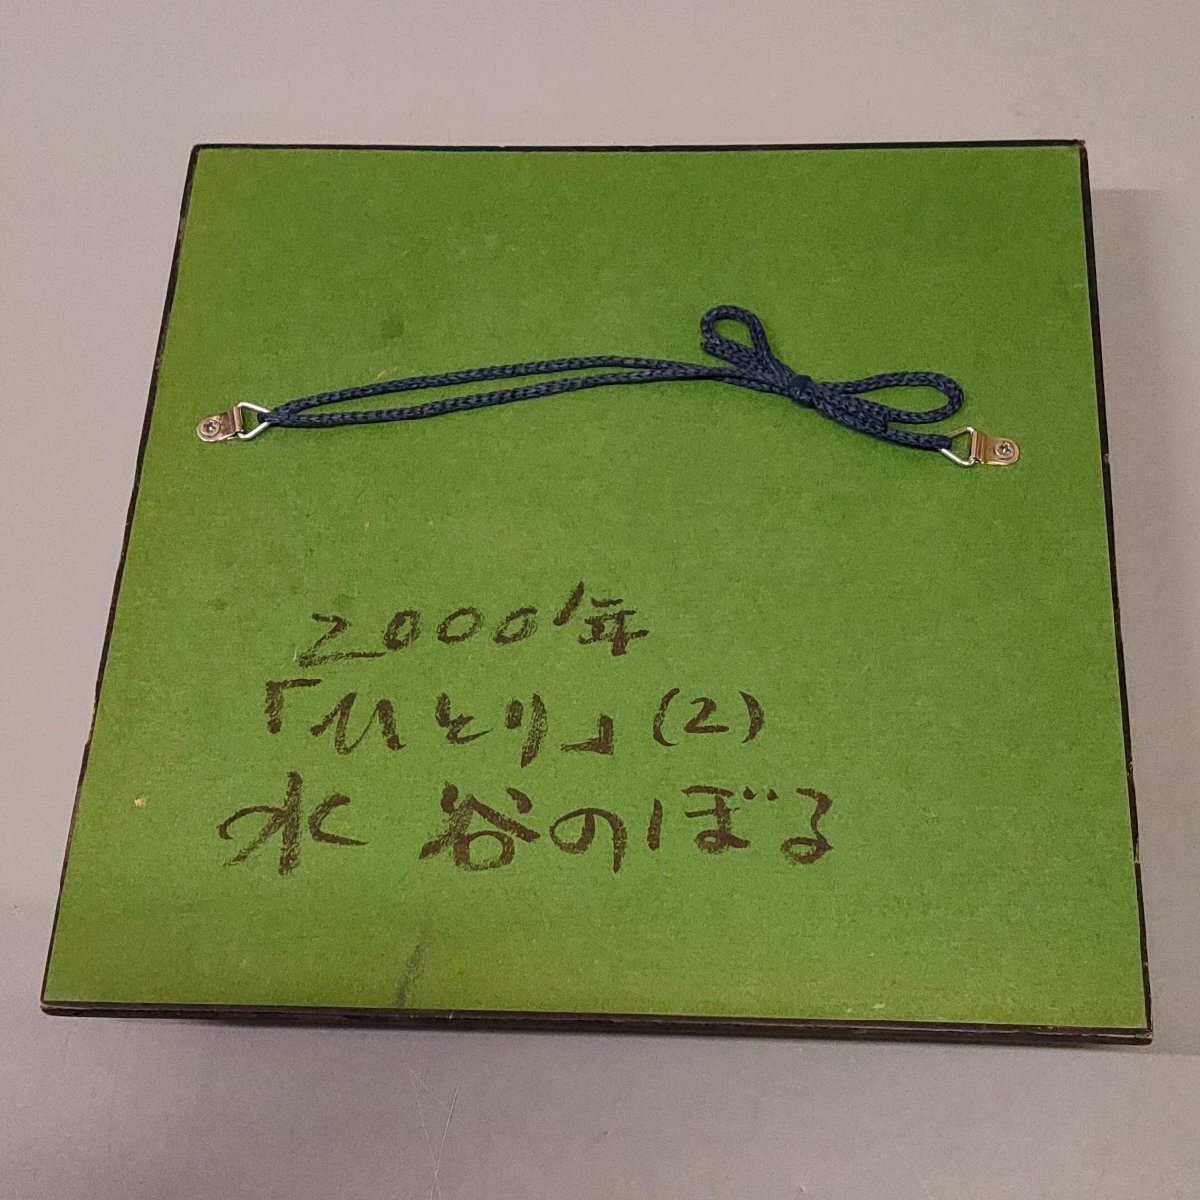 2000年
「ひとり」(2)
水谷のぼる